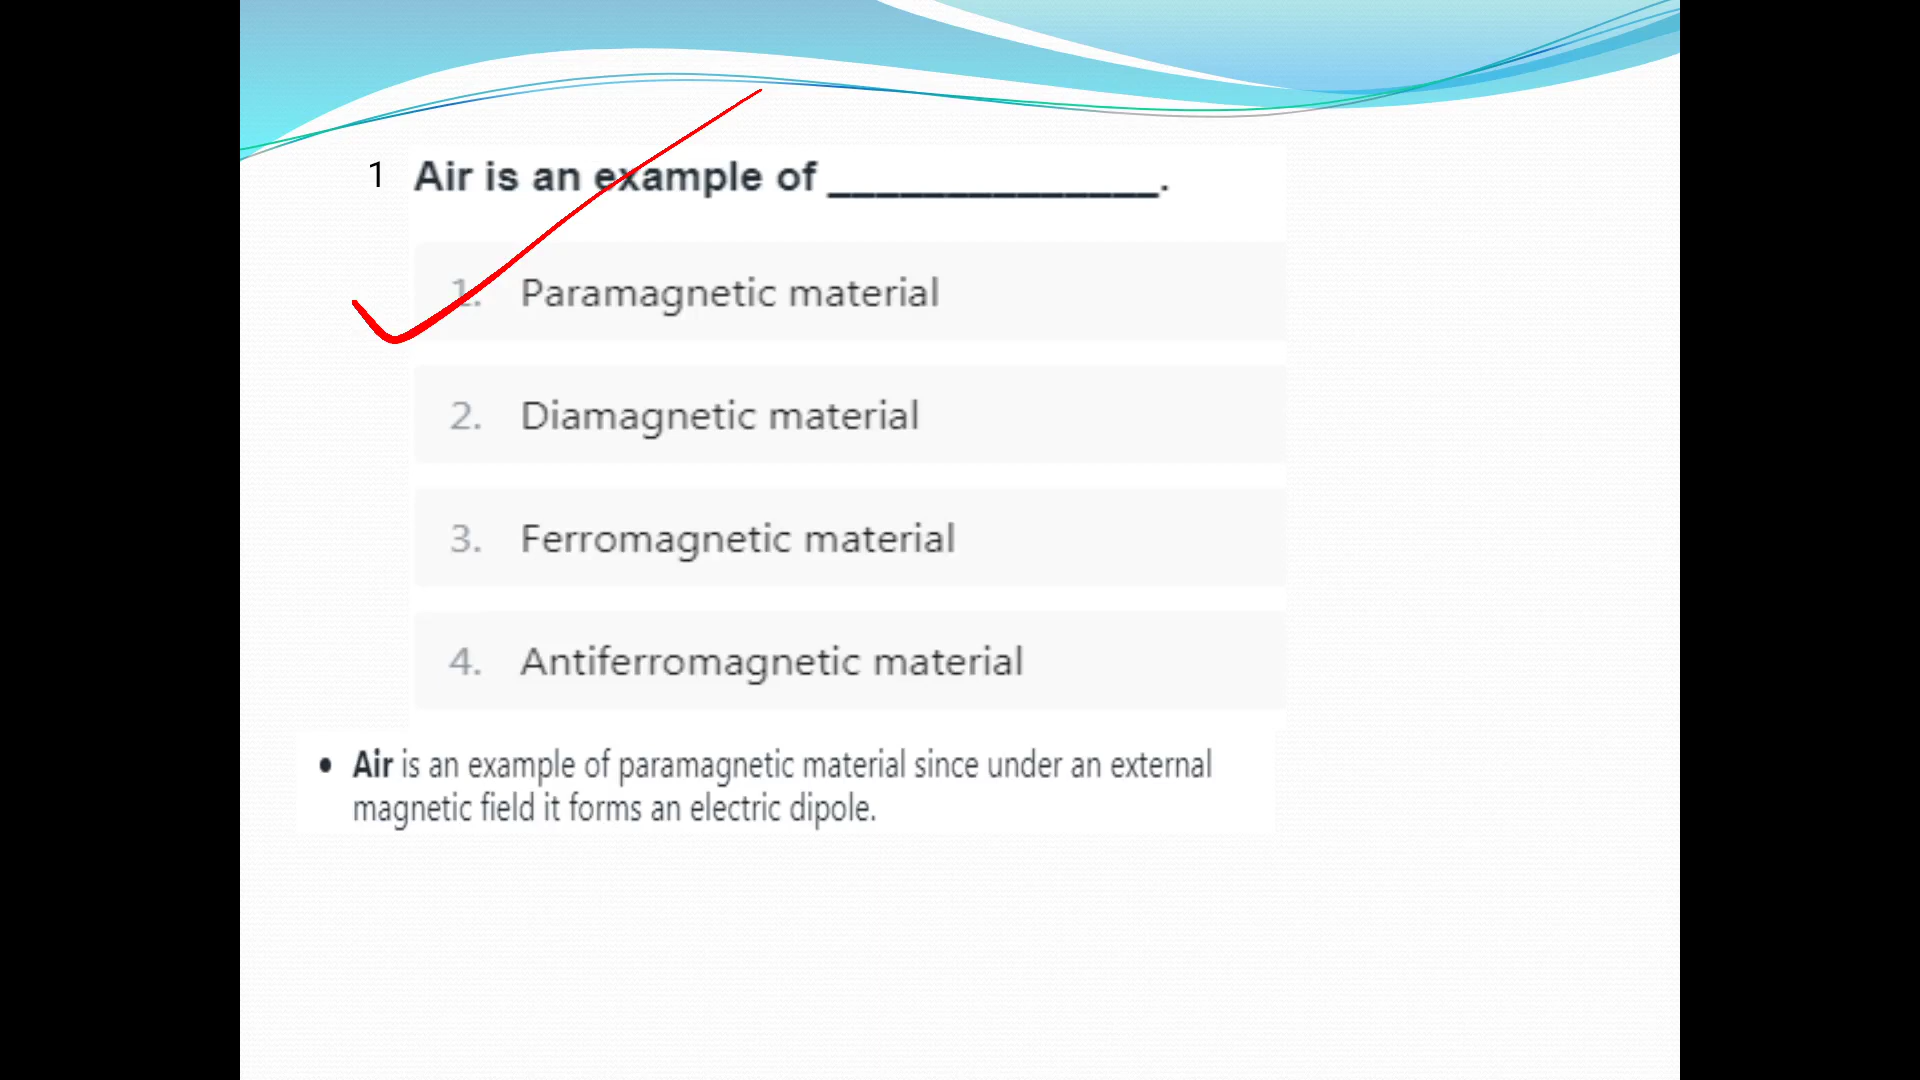 1 Air is an example of ______________.
1. Paramagnetic material
2. Diamagnetic material
3. Ferromagnetic material
4. Antiferromagnetic material
• Air is an example of paramagnetic material since under an external
magnetic field it forms an electric dipole.